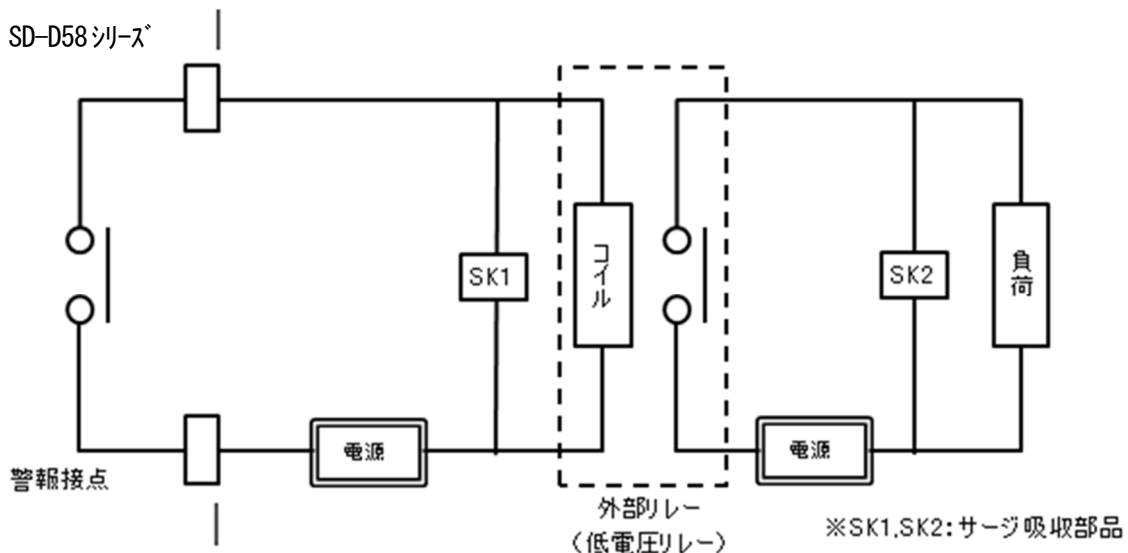 SD-D58ｼﾘｰｽﾞ
SK1
コイル
SK2
負荷
電源
電源
警報接点
外部リレー
（低電圧リレー）
※SK1,SK2:サージ吸収部品